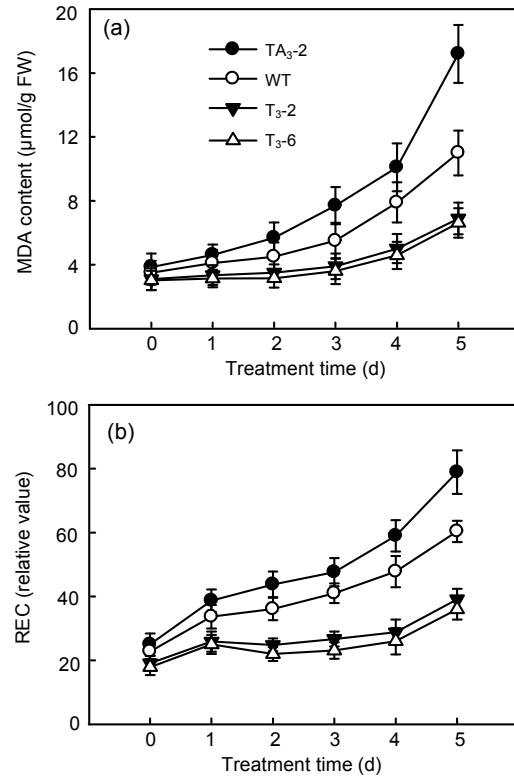 (a)
20
16
12
8
4
0
MDA content (μmol/g FW)
TA₃-2
WT
T₃-2
T₃-6
0 1 2 3 4 5
Treatment time (d)
(b)
100
80
60
40
20
0
REC (relative value)
0 1 2 3 4 5
Treatment time (d)